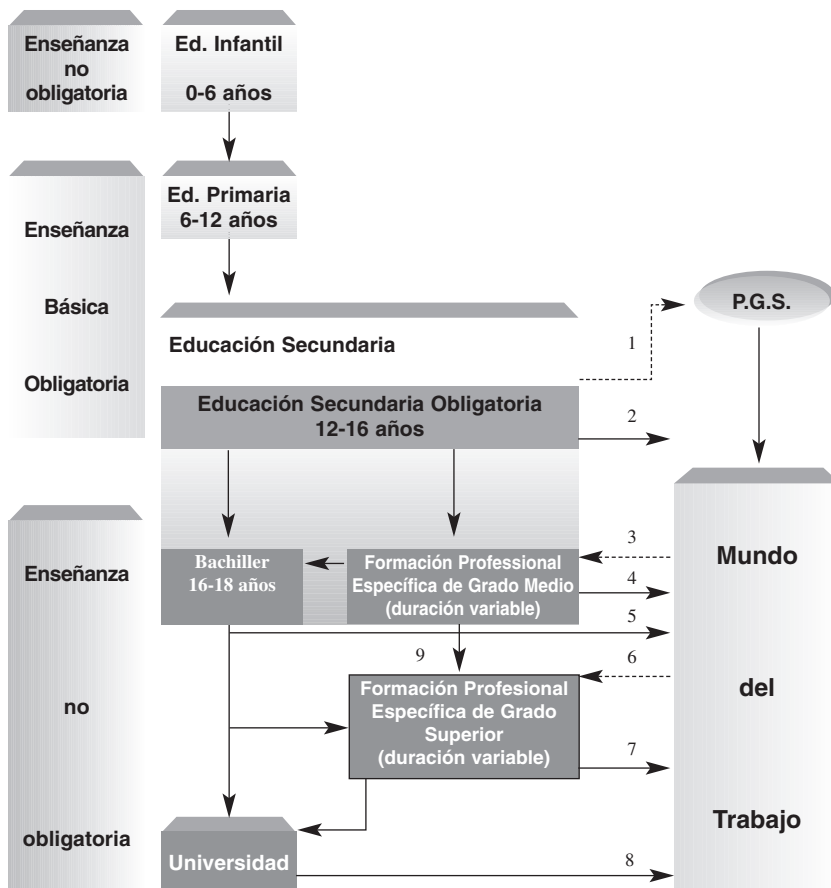 Enseñanza
no
obligatoria
Ed. Infantil
0-6 años
Enseñanza
Básica
Obligatoria
Ed. Primaria
6-12 años
Educación Secundaria
1
P.G.S.
Educación Secundaria Obligatoria
12-16 años
2
Enseñanza
no
obligatoria
Bachiller
16-18 años
Formación Professional
Específica de Grado Medio
(duración variable)
3
4
5
9
6
Formación Profesional
Específica de Grado
Superior
(duración variable)
7
Universidad
8
Mundo
del
Trabajo